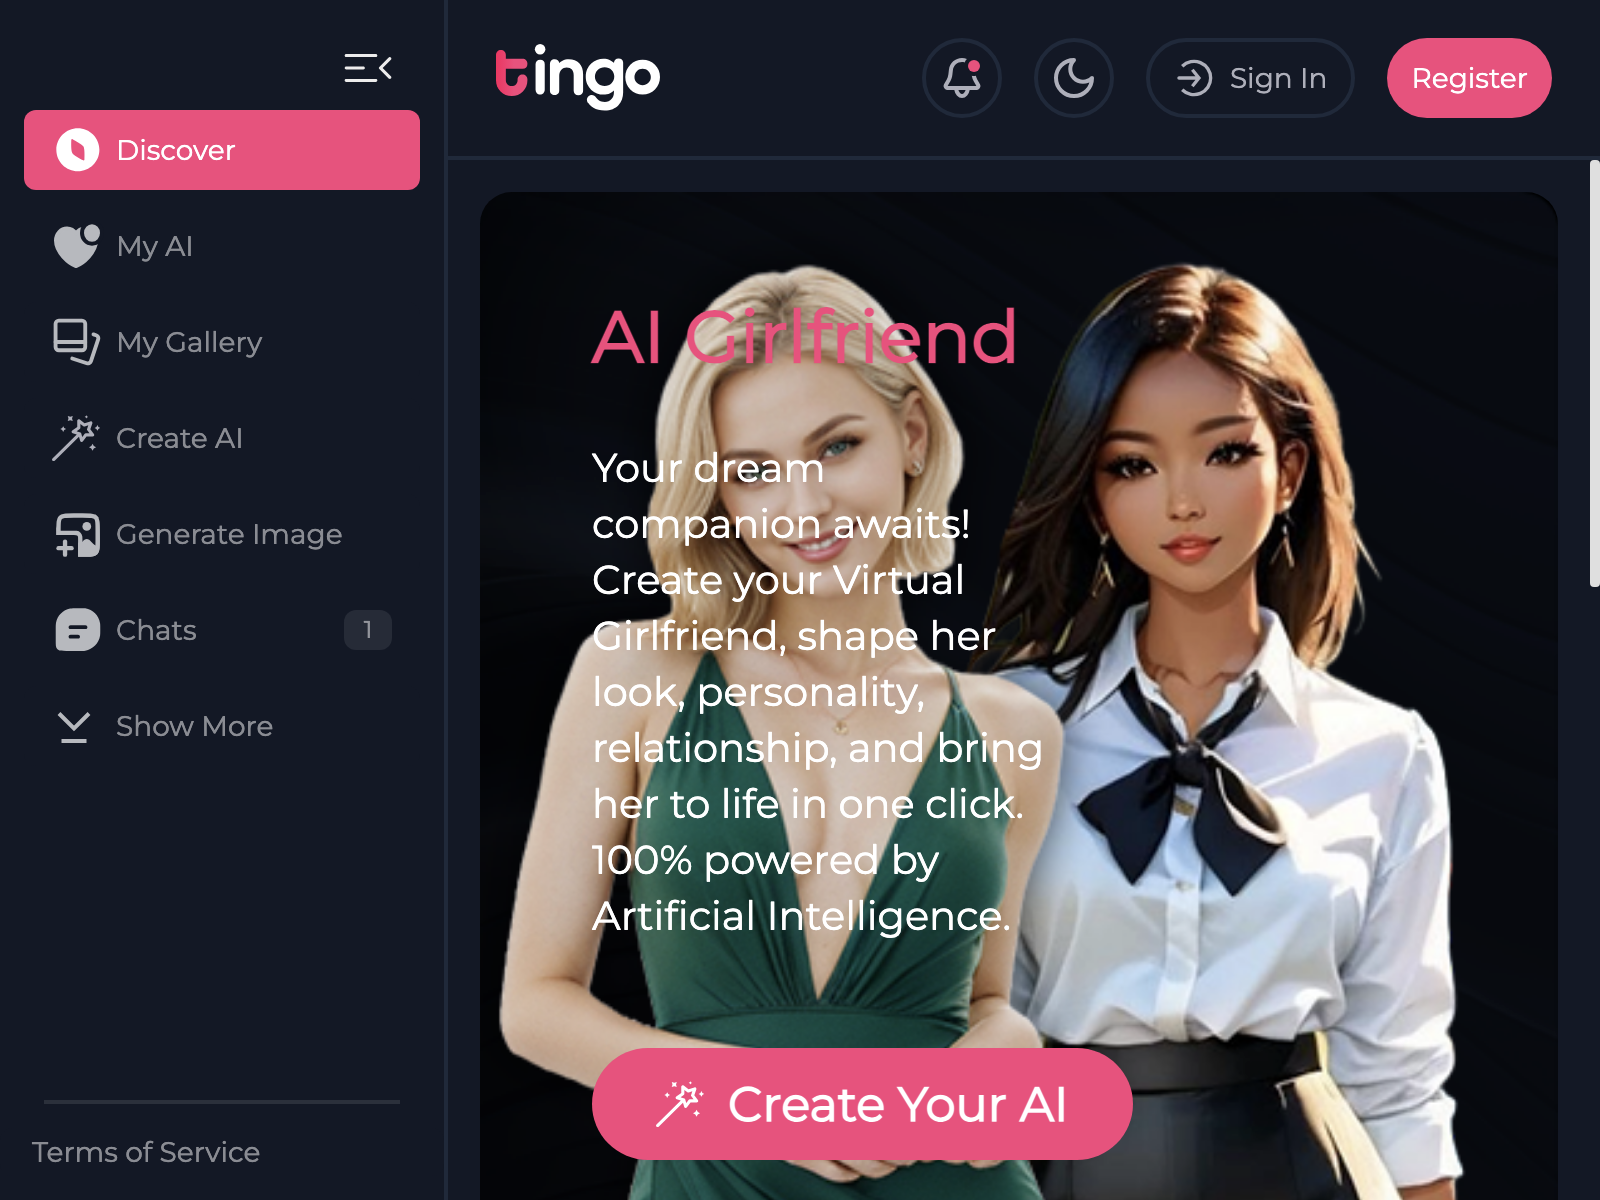 tingo
Sign In
Register
Discover
My AI
My Gallery
Create AI
Generate Image
Chats
1
Show More
Terms of Service
AI Girlfriend
Your dream
companion awaits!
Create your Virtual
Girlfriend, shape her
look, personality,
relationship, and bring
her to life in one click.
100% powered by
Artificial Intelligence.
Create Your AI